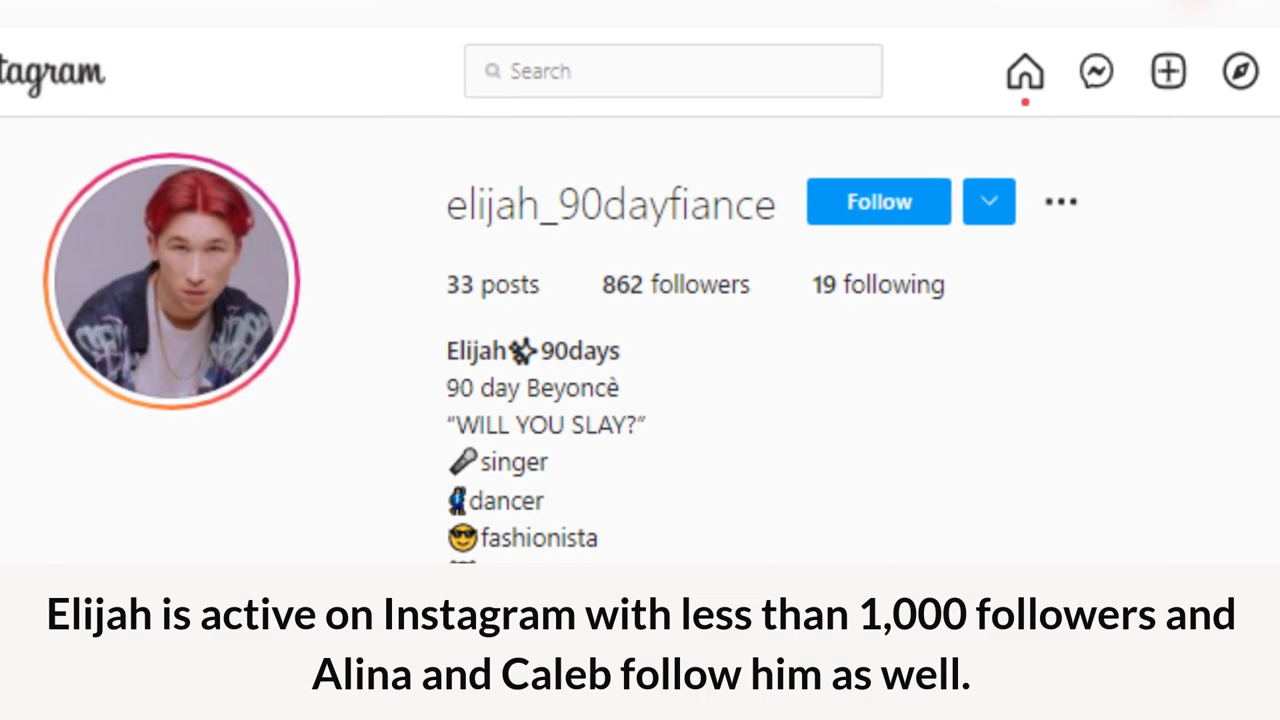 tagram
Search
elijah_90dayfiance Follow
33 posts 862 followers 19 following
Elijah✨90days
90 day Beyoncè
“WILL YOU SLAY?”
🎤singer
🕺dancer
😎fashionista
Elijah is active on Instagram with less than 1,000 followers and
Alina and Caleb follow him as well.